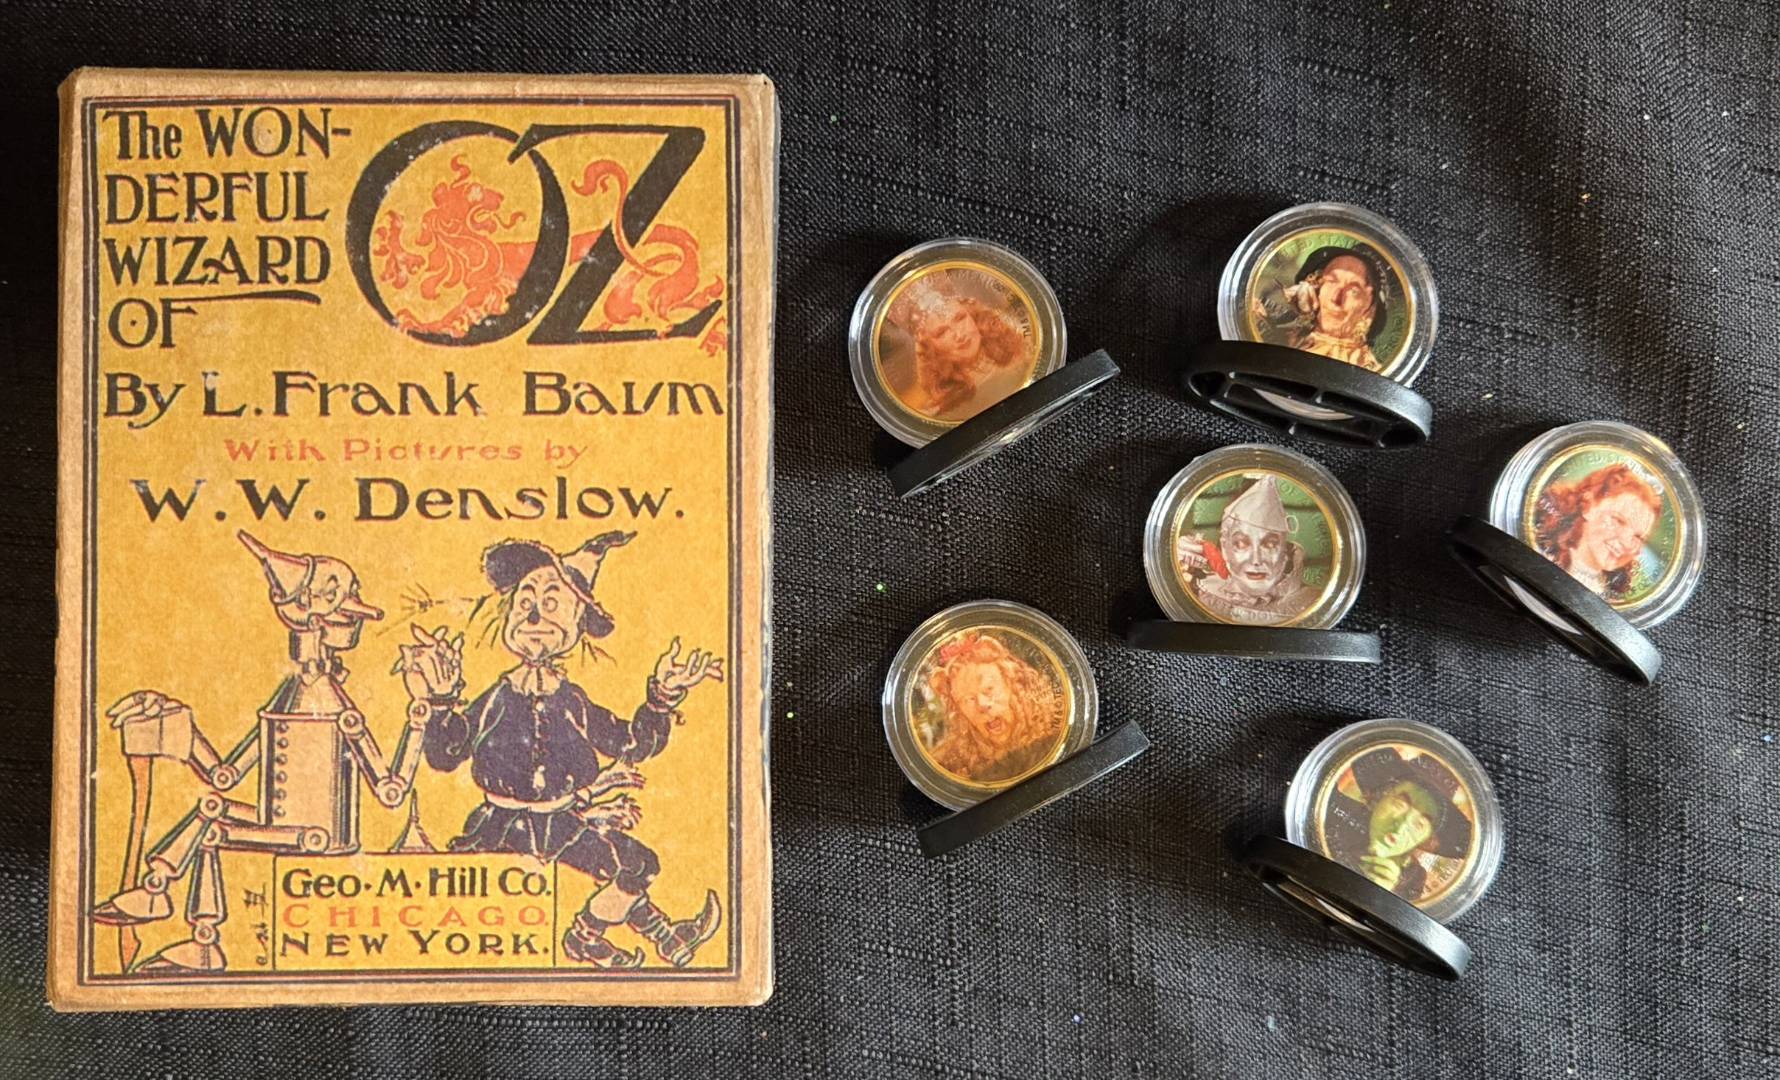 The WON-
DERFUL
WIZARD
OF
OZ
By L. Frank Baum
With Pictures by
W. W. Denslow.
Geo. M. Hill Co.
CHICAGO
NEW YORK.